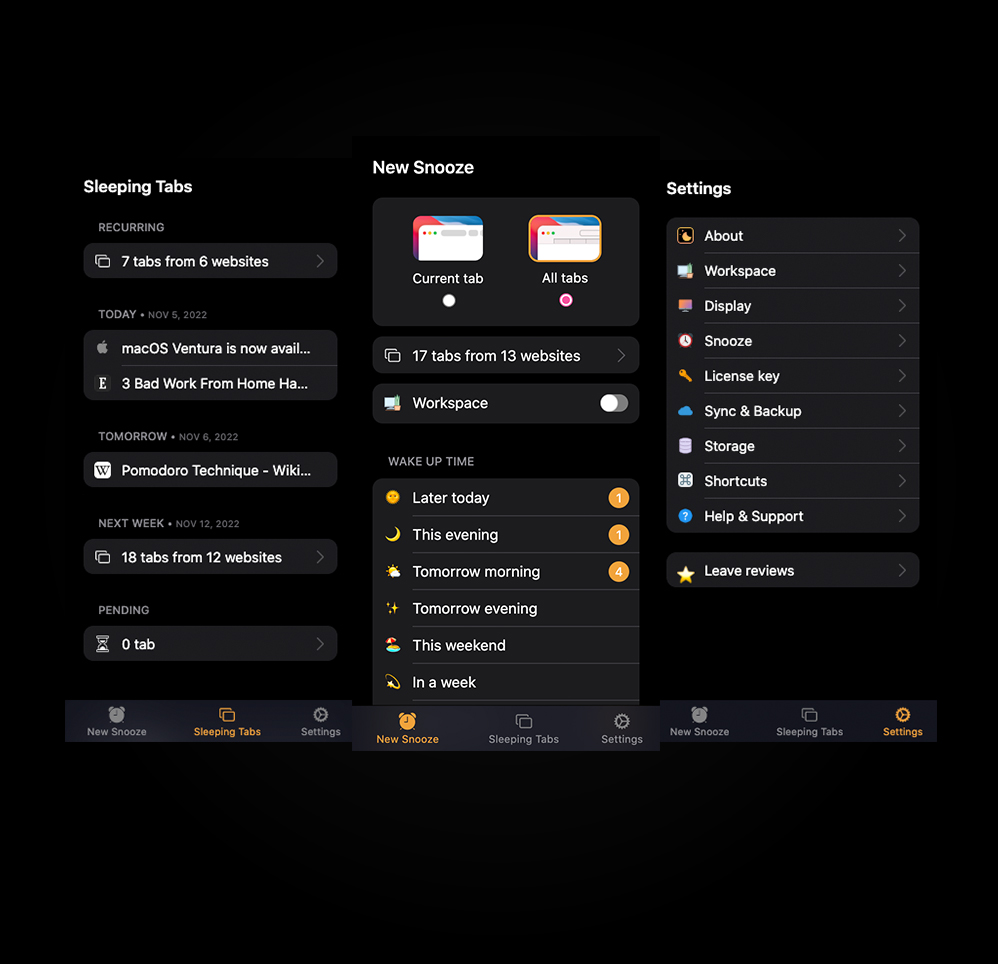 Sleeping Tabs
RECURRING
7 tabs from 6 websites
TODAY • NOV 5, 2022
macOS Ventura is now avail...
E 3 Bad Work From Home Ha...
TOMORROW • NOV 6, 2022
W Pomodoro Technique - Wiki...
NEXT WEEK • NOV 12, 2022
18 tabs from 12 websites
PENDING
0 tab
New Snooze Sleeping Tabs Settings
New Snooze
Current tab All tabs
17 tabs from 13 websites
Workspace
WAKE UP TIME
Later today 1
This evening 1
Tomorrow morning 4
Tomorrow evening
This weekend
In a week
New Snooze Sleeping Tabs Settings
Settings
About
Workspace
Display
Snooze
License key
Sync & Backup
Storage
Shortcuts
? Help & Support
Leave reviews
New Snooze Sleeping Tabs Settings